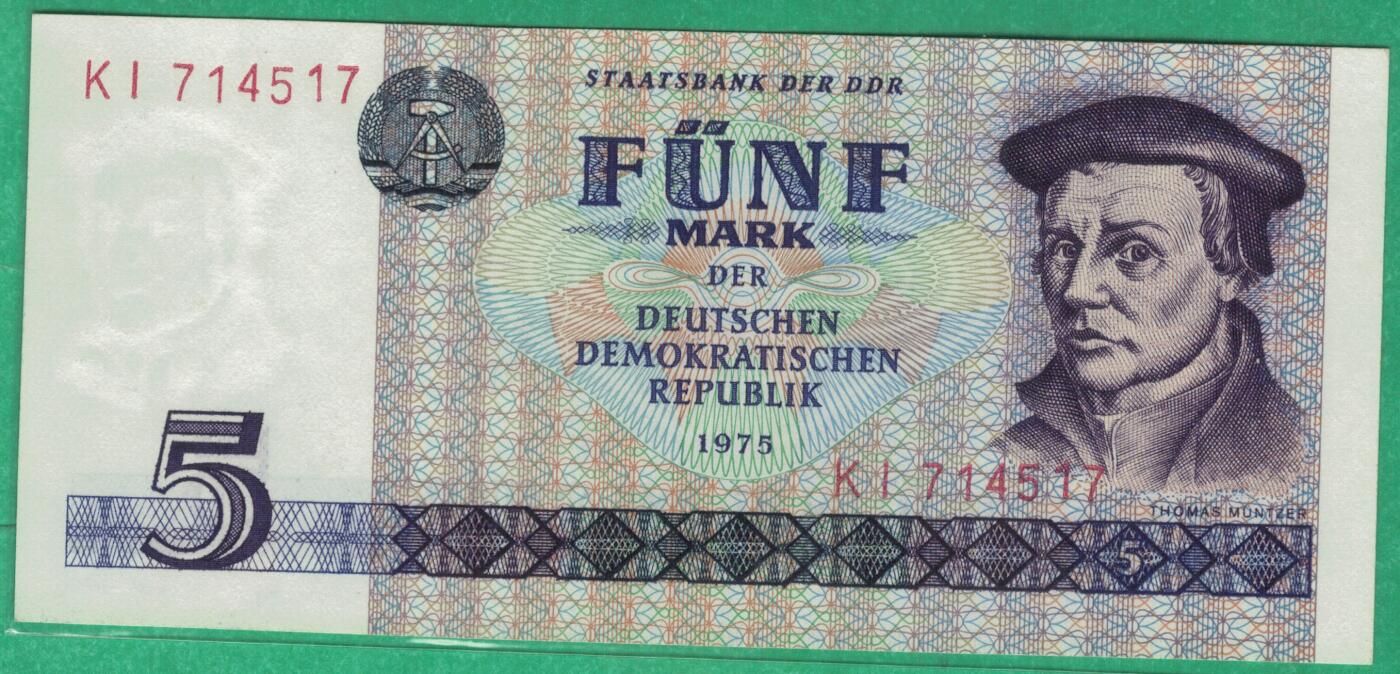 KI 714517
STAATSBANK DER DDR
FÜNF
MARK
DER
DEUTSCHEN
DEMOKRATISCHEN
REPUBLIK
1975
KI 714517
THOMAS MÜNTZER
5
5